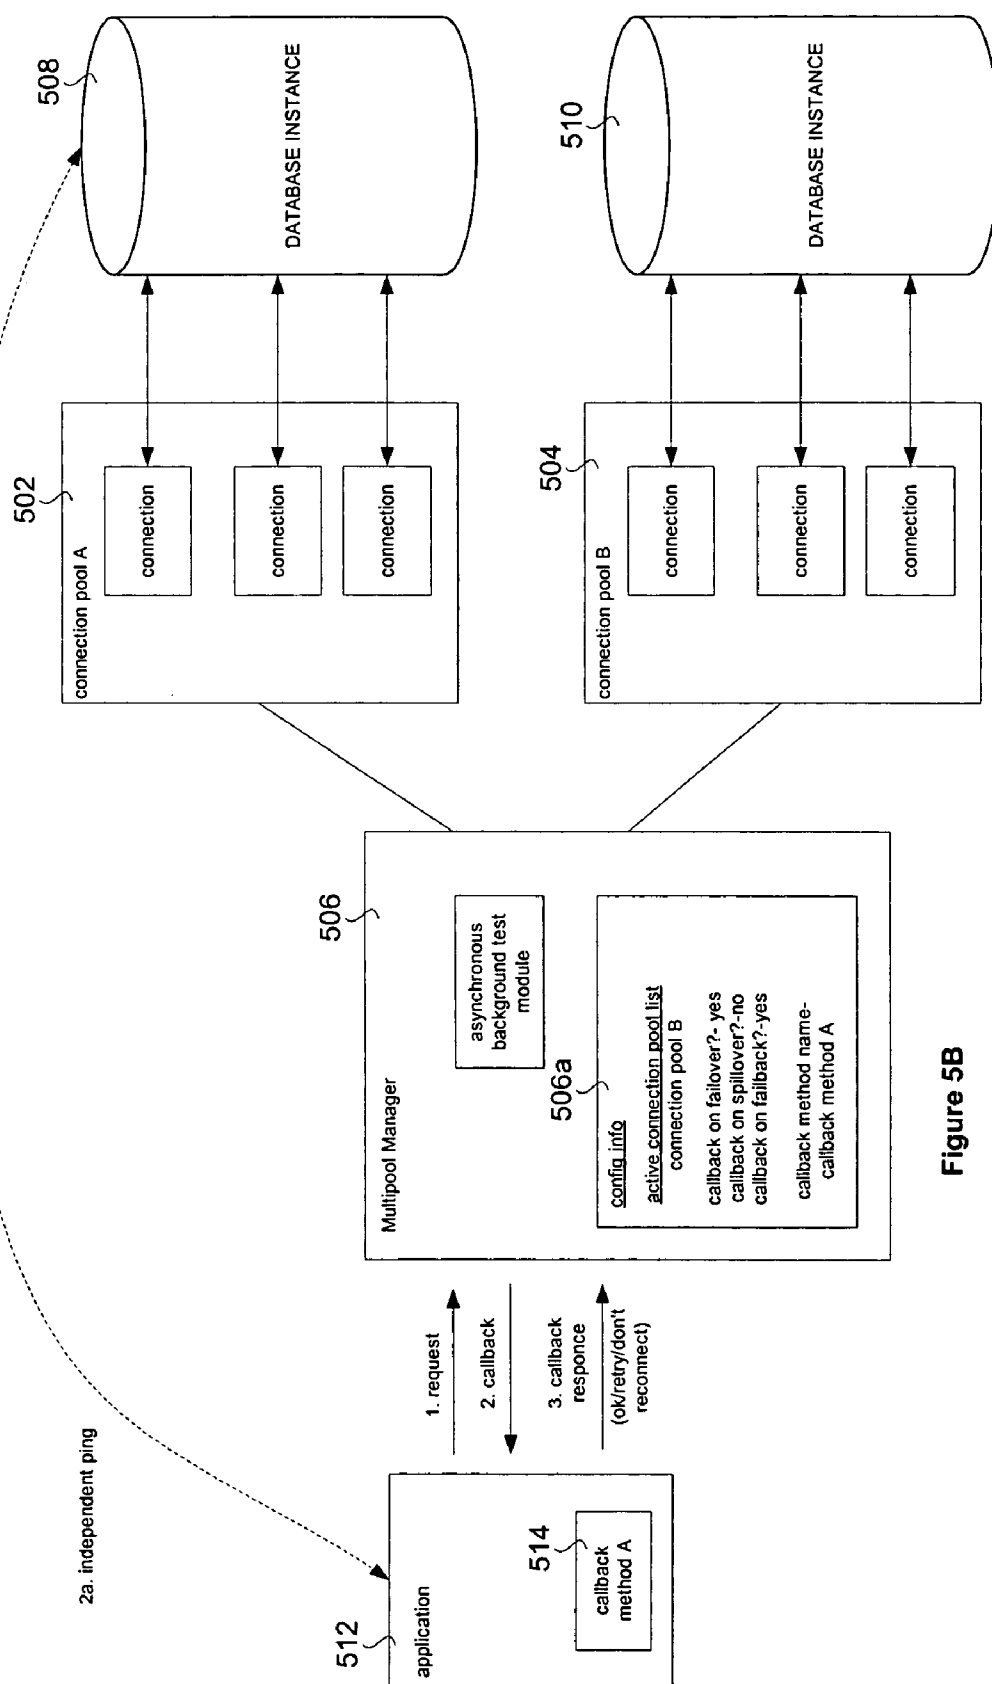 2a. independent ping
512
application
514
callback
method A
1. request
2. callback
3. callback
responce
(ok/retry/don't
reconnect)
506
Multipool Manager
asynchronous
background test
module
506a
config info
active connection pool list
connection pool B
callback on failover?- yes
callback on spillover?-no
callback on failback?-yes
callback method name-
callback method A
502
connection pool A
connection
connection
connection
508
DATABASE INSTANCE
504
connection pool B
connection
connection
connection
510
DATABASE INSTANCE
Figure 5B